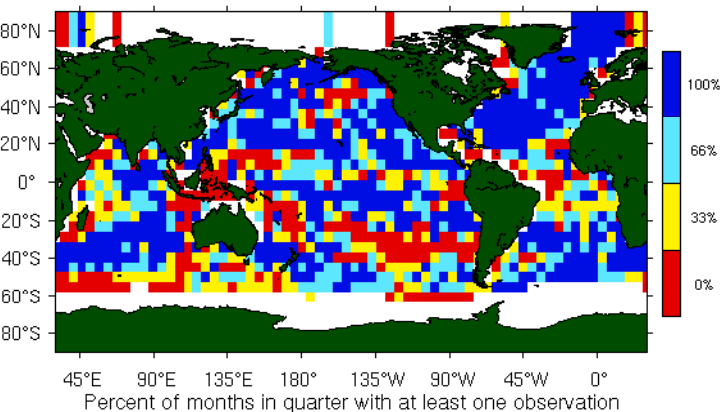 80°N
60°N
40°N
20°N
0°
20°S
40°S
60°S
80°S
100%
66%
33%
0%
45°E 90°E 135°E 180° 135°W 90°W 45°W 0°
Percent of months in quarter with at least one observation